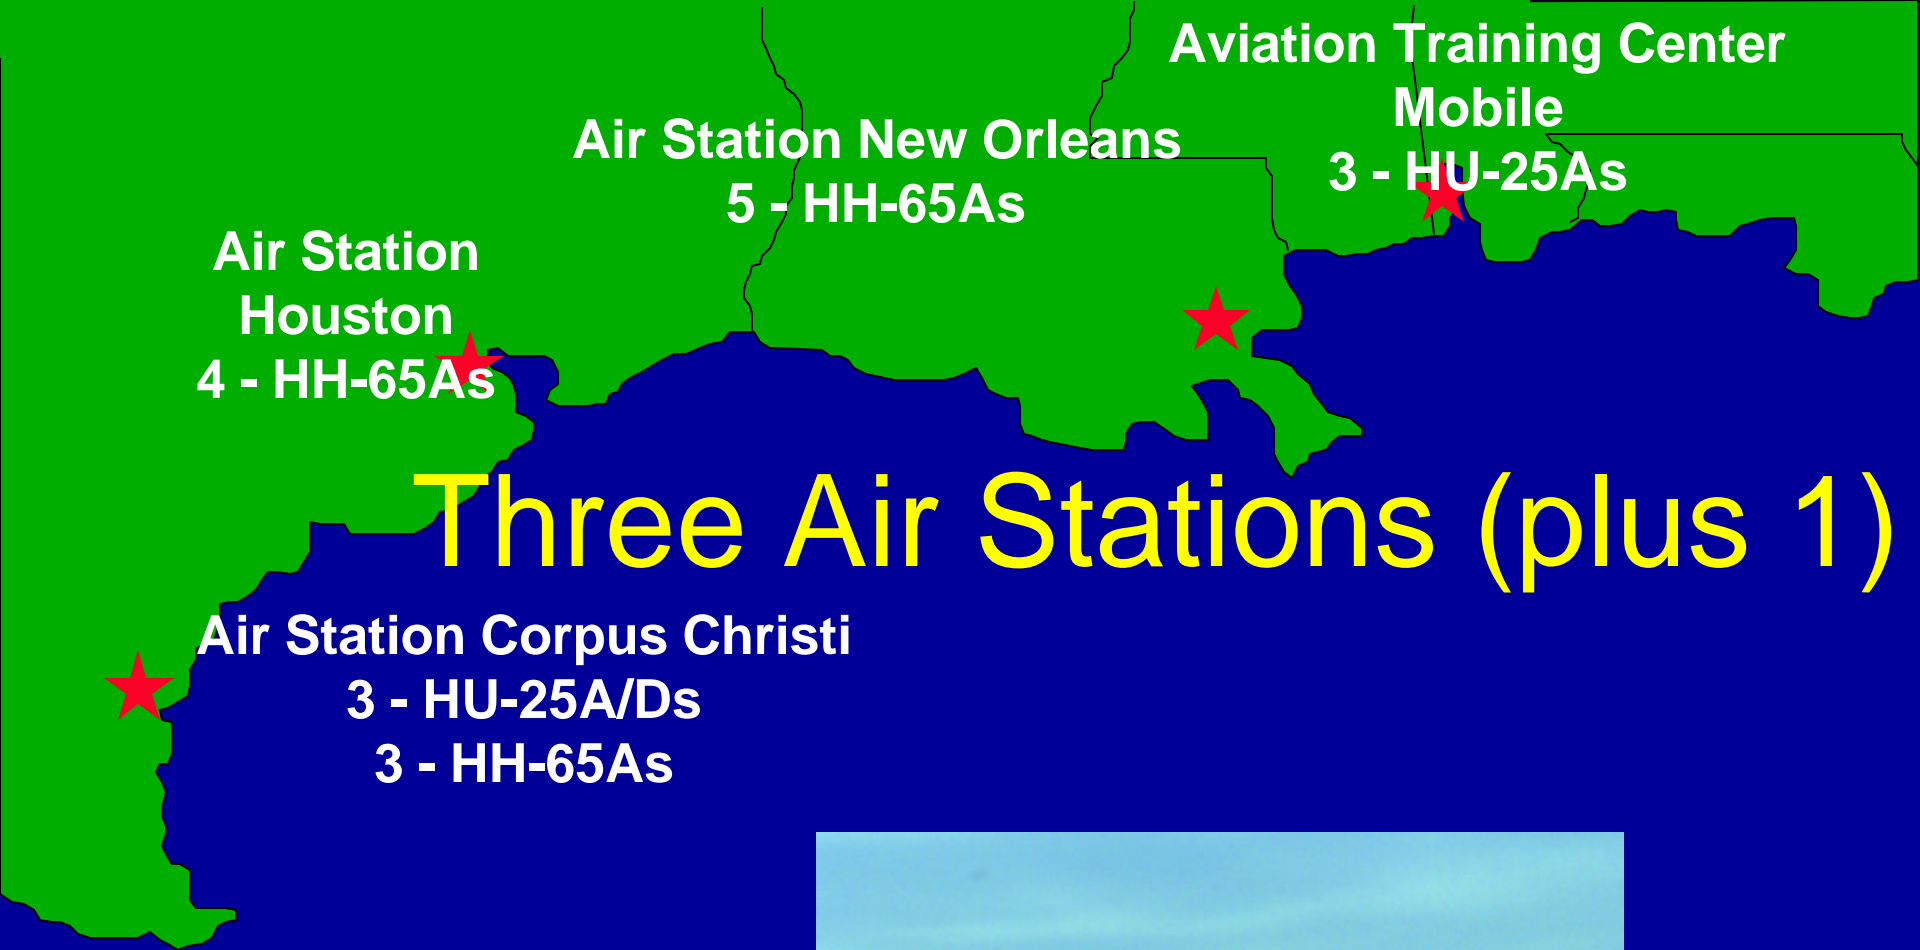 Aviation Training Center
Mobile
3 - HU-25As
Air Station New Orleans
5 - HH-65As
Air Station
Houston
4 - HH-65As
Three Air Stations (plus 1)
Air Station Corpus Christi
3 - HU-25A/Ds
3 - HH-65As